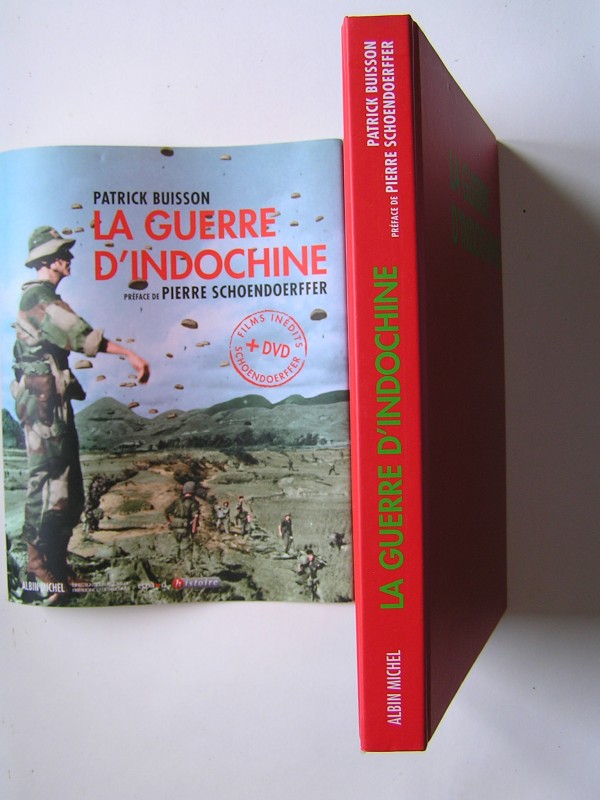 PATRICK BUISSON
LA GUERRE
D'INDOCHINE
PRÉFACE DE PIERRE SCHOENDOERFFER
FILMS INÉDITS
+ DVD
SCHOENDOERFFER
ALBIN MICHEL
histoire
PATRICK BUISSON
PRÉFACE DE PIERRE SCHOENDOERFFER
LA GUERRE D'INDOCHINE
ALBIN MICHEL